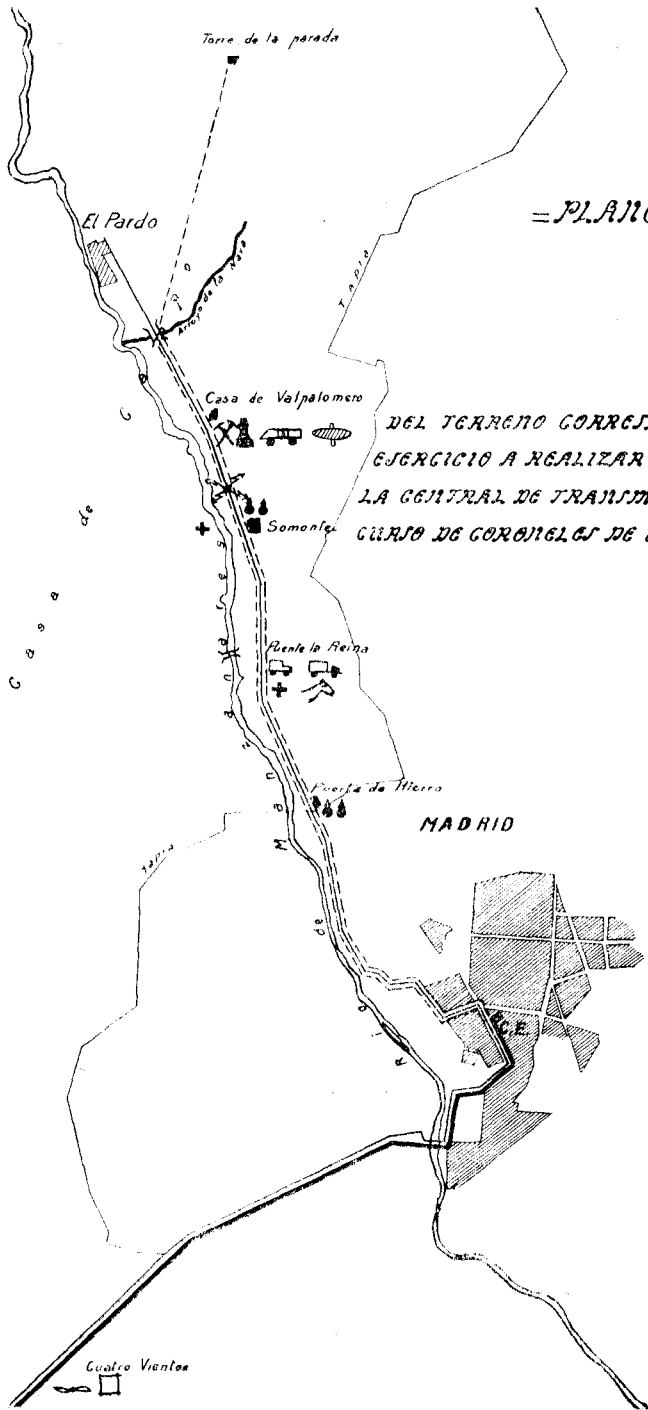 Torre de la parada
=PLANO
El Pardo
Tapia
Arroyo de la Nava
Casa de Valpalomero
DEL TERRENO CORRES
EJERCICIO A REALIZAR
LA CENTRAL DE TRANSM
CURSO DE CORONELES DE
Somontes
Casa de Campo
Puente la Reina
Puerta de Hierro
MADRID
Tapia
Rio de Manzanares
C.E.
Cuatro Vientos